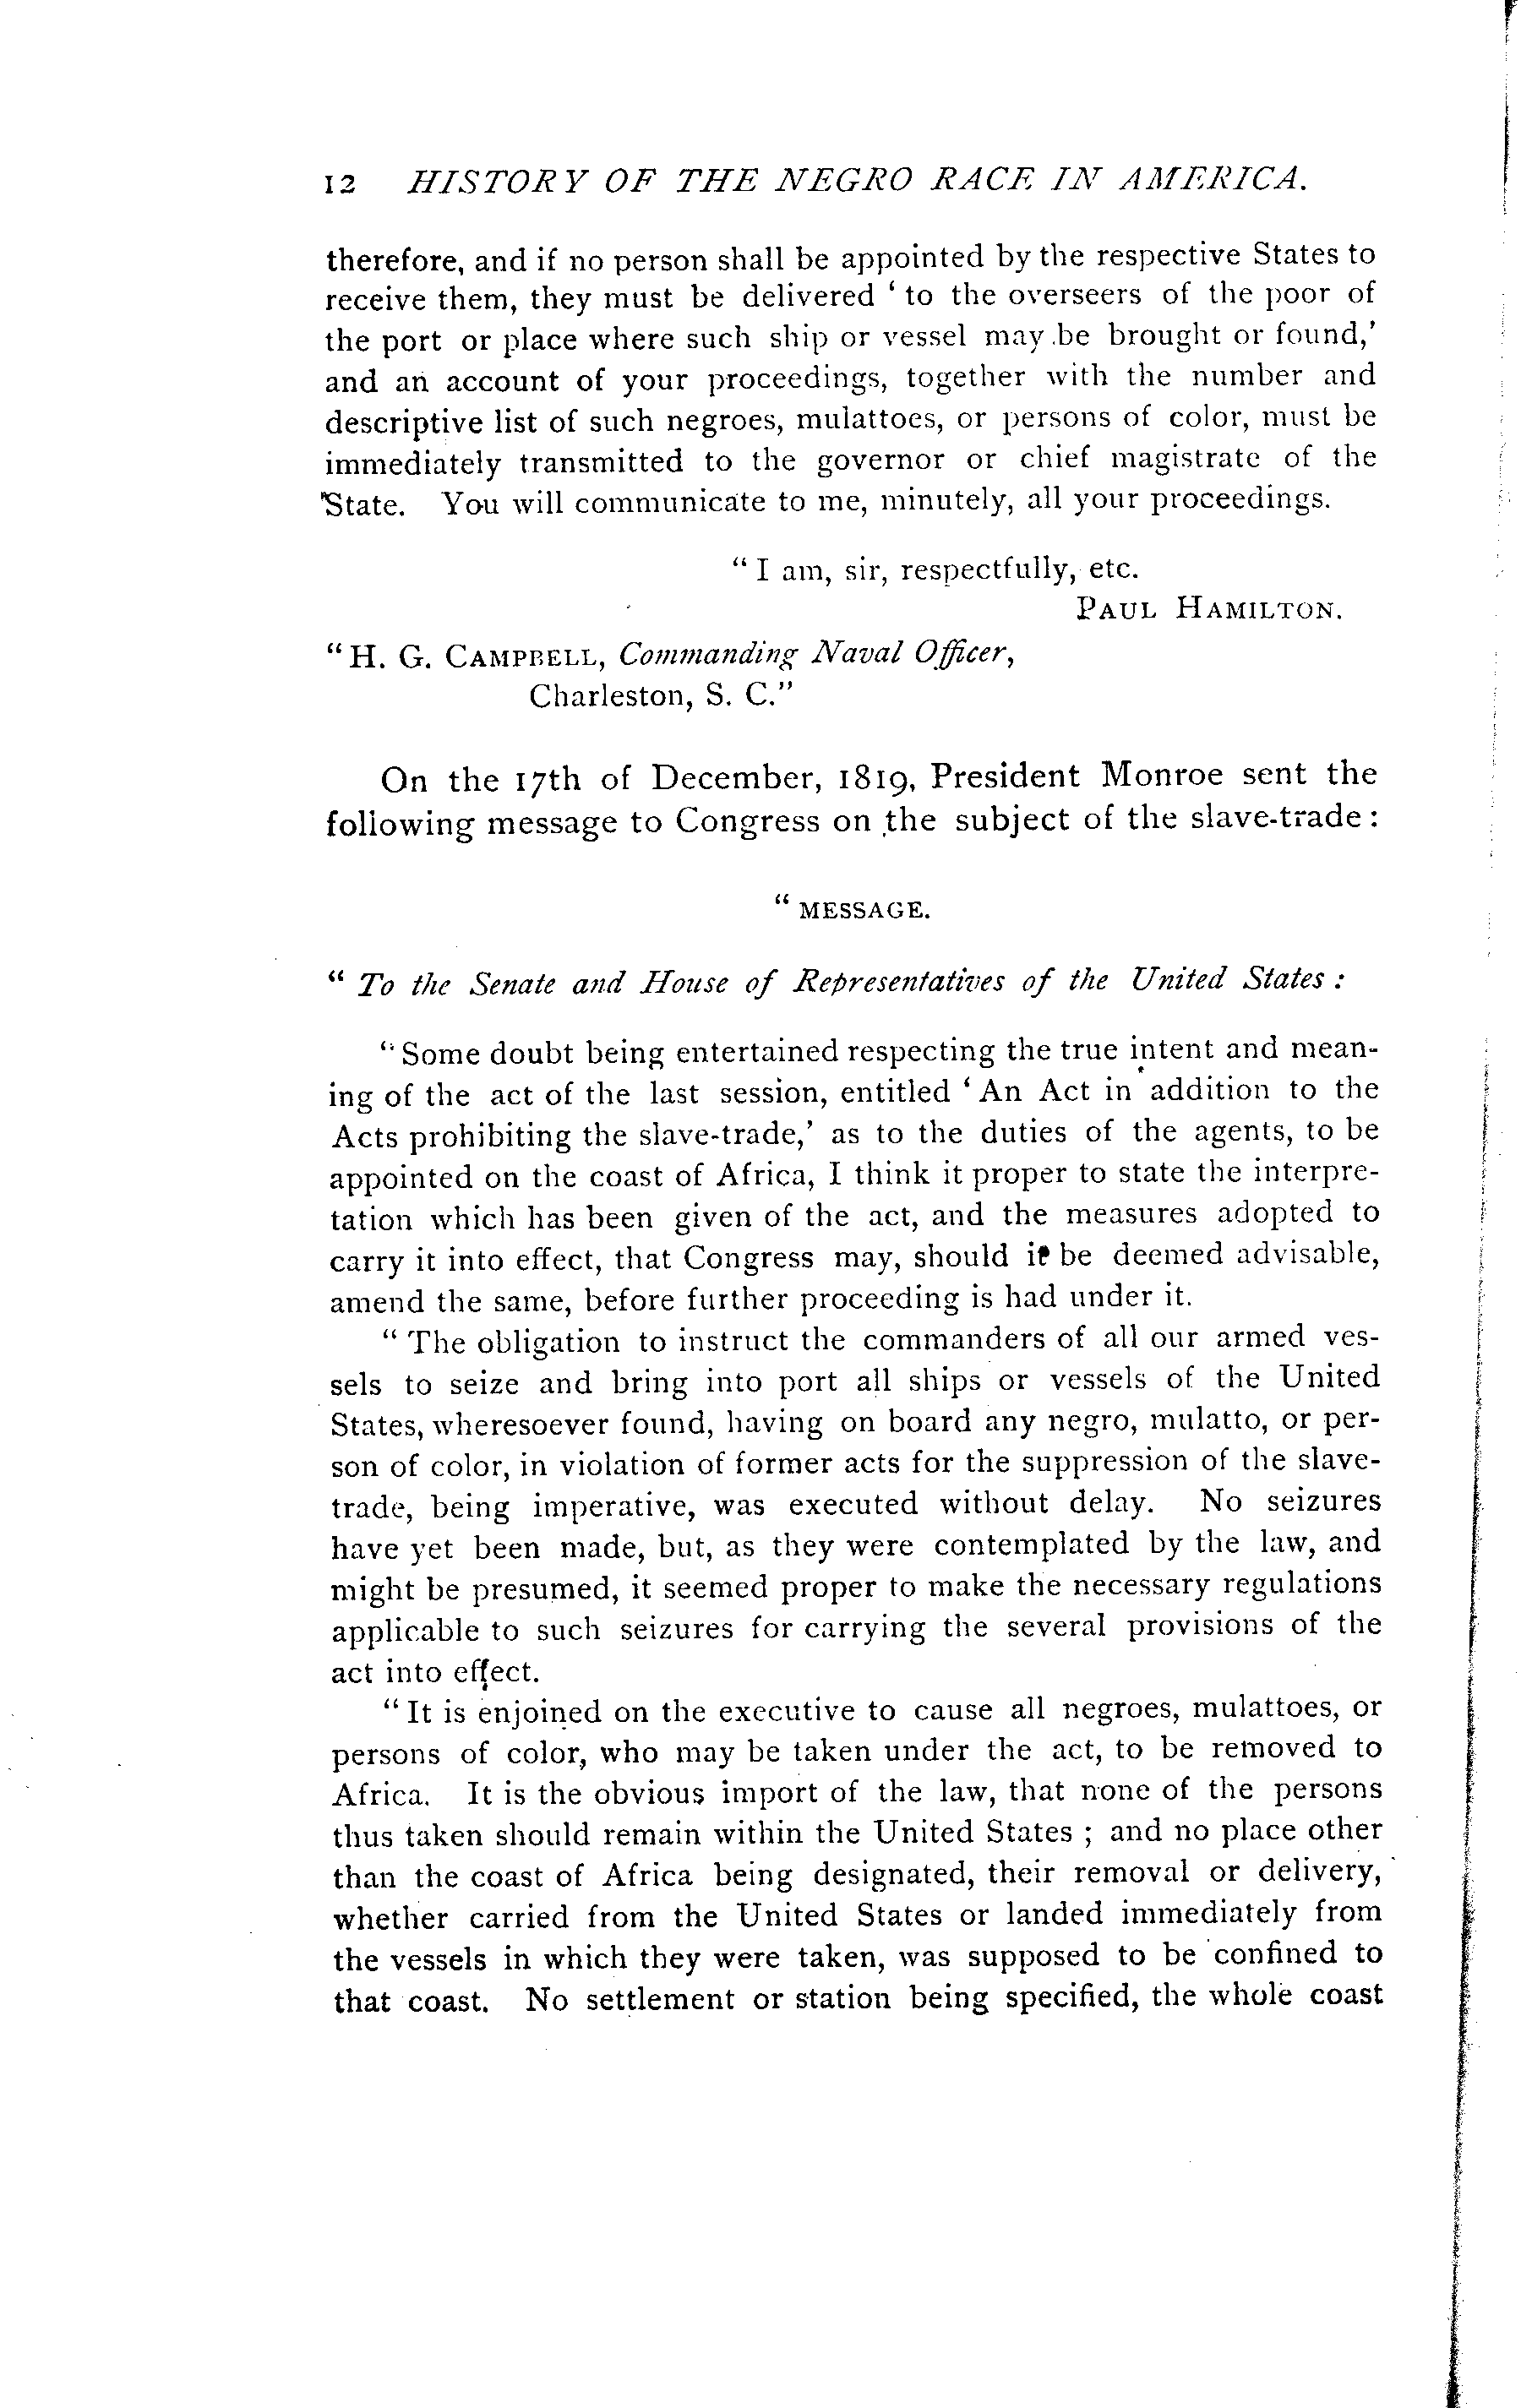 12 HISTORY OF THE NEGRO RACE IN AMERICA.
therefore, and if no person shall be appointed by the respective States to
receive them, they must be delivered ‘to the overseers of the poor of
the port or place where such ship or vessel may be brought or found,’
and an account of your proceedings, together with the number and
descriptive list of such negroes, mulattoes, or persons of color, must be
immediately transmitted to the governor or chief magistrate of the
State. You will communicate to me, minutely, all your proceedings.
“I am, sir, respectfully, etc.
PAUL HAMILTON.
“H. G. CAMPBELL, Commanding Naval Officer,
Charleston, S. C.”
On the 17th of December, 1819, President Monroe sent the
following message to Congress on the subject of the slave-trade:
“MESSAGE.
“To the Senate and House of Representatives of the United States:
“Some doubt being entertained respecting the true intent and mean-
ing of the act of the last session, entitled ‘An Act in addition to the
Acts prohibiting the slave-trade,’ as to the duties of the agents, to be
appointed on the coast of Africa, I think it proper to state the interpre-
tation which has been given of the act, and the measures adopted to
carry it into effect, that Congress may, should it be deemed advisable,
amend the same, before further proceeding is had under it.
“The obligation to instruct the commanders of all our armed ves-
sels to seize and bring into port all ships or vessels of the United
States, wheresoever found, having on board any negro, mulatto, or per-
son of color, in violation of former acts for the suppression of the slave-
trade, being imperative, was executed without delay. No seizures
have yet been made, but, as they were contemplated by the law, and
might be presumed, it seemed proper to make the necessary regulations
applicable to such seizures for carrying the several provisions of the
act into effect.
“It is enjoined on the executive to cause all negroes, mulattoes, or
persons of color, who may be taken under the act, to be removed to
Africa. It is the obvious import of the law, that none of the persons
thus taken should remain within the United States; and no place other
than the coast of Africa being designated, their removal or delivery,
whether carried from the United States or landed immediately from
the vessels in which they were taken, was supposed to be confined to
that coast. No settlement or station being specified, the whole coast